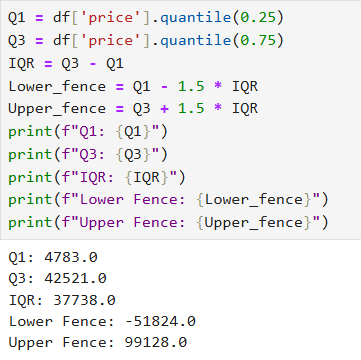 Q1 = df['price'].quantile(0.25)
Q3 = df['price'].quantile(0.75)
IQR = Q3 - Q1
Lower_fence = Q1 - 1.5 * IQR
Upper_fence = Q3 + 1.5 * IQR
print(f"Q1: {Q1}")
print(f"Q3: {Q3}")
print(f"IQR: {IQR}")
print(f"Lower Fence: {Lower_fence}")
print(f"Upper Fence: {Upper_fence}")
Q1: 4783.0
Q3: 42521.0
IQR: 37738.0
Lower Fence: -51824.0
Upper Fence: 99128.0